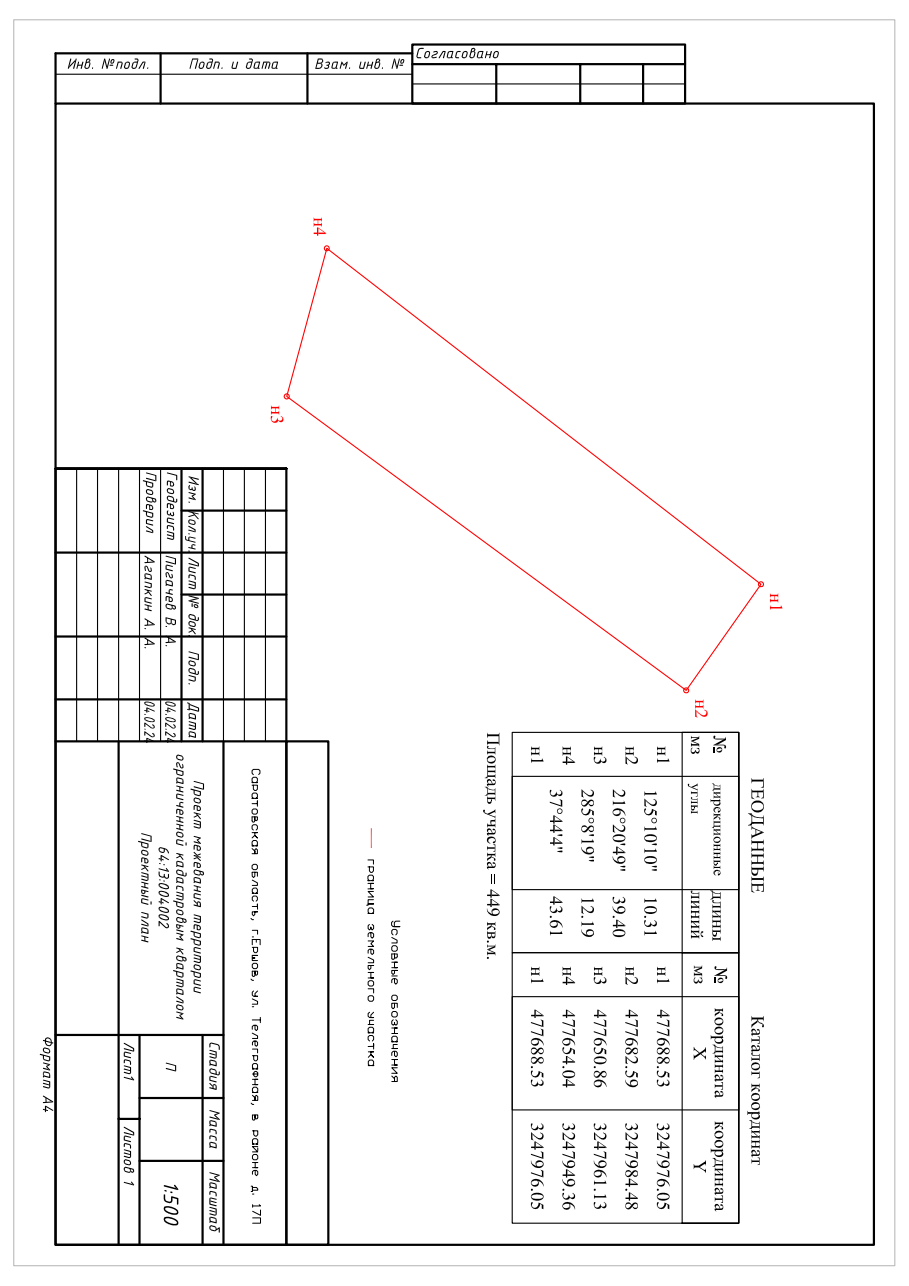 Согласовано
Инв. № подл.
Подп. и дата
Взам. инв. №
н4
н3
н1
н2
ГЕОДАННЫЕ
Каталог координат
№ мз
дирекционные углы
длины линий
№ мз
координата X
координата Y
н1 125°10'10" 10.31 н1 477688.53 3247976.05
н2 216°20'49" 39.40 н2 477682.59 3247984.48
н3 285°8'19" 12.19 н3 477650.86 3247961.13
н4 37°44'4" 43.61 н4 477654.04 3247949.36
н1 н1 477688.53 3247976.05
Площадь участка = 449 кв.м.
Условные обозначения
граница земельного участка
Саратовская область, г.Ершов, ул. Телеграфная, в районе д. 17П
Изм. Кол.уч. Лист № док Подп. Дата
Геодезист Пигачев В. А. 04.02.24
Проверил Агапкин А. А. 04.02.24
Проект межевания территории
ограниченной кадастровым кварталом
64:13:004002
Проектный план
Стадия Масса Масштаб
П 1:500
Лист1 Листов 1
Формат А4